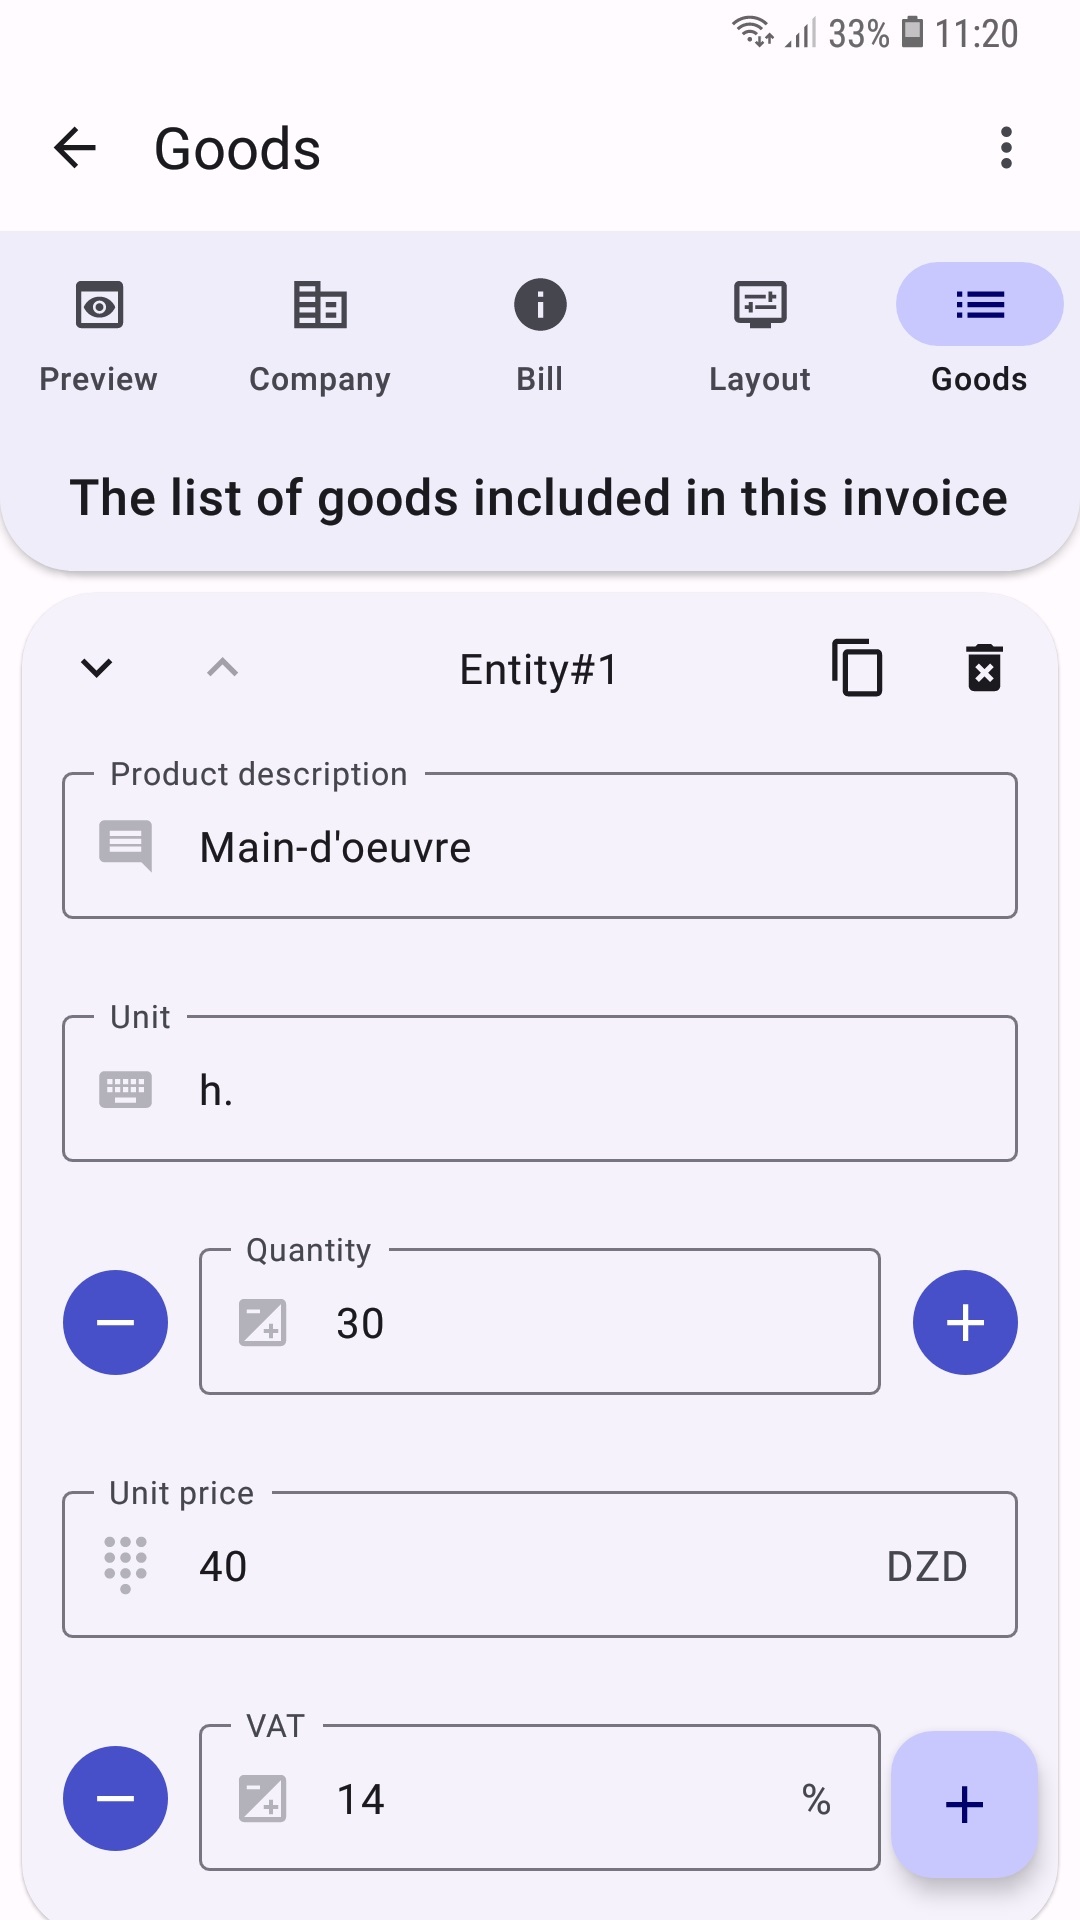 33% 11:20
Goods
Preview Company Bill Layout Goods
The list of goods included in this invoice
Entity#1
Product description
Main-d'oeuvre
Unit
h.
Quantity
30
Unit price
40 DZD
VAT
14 %